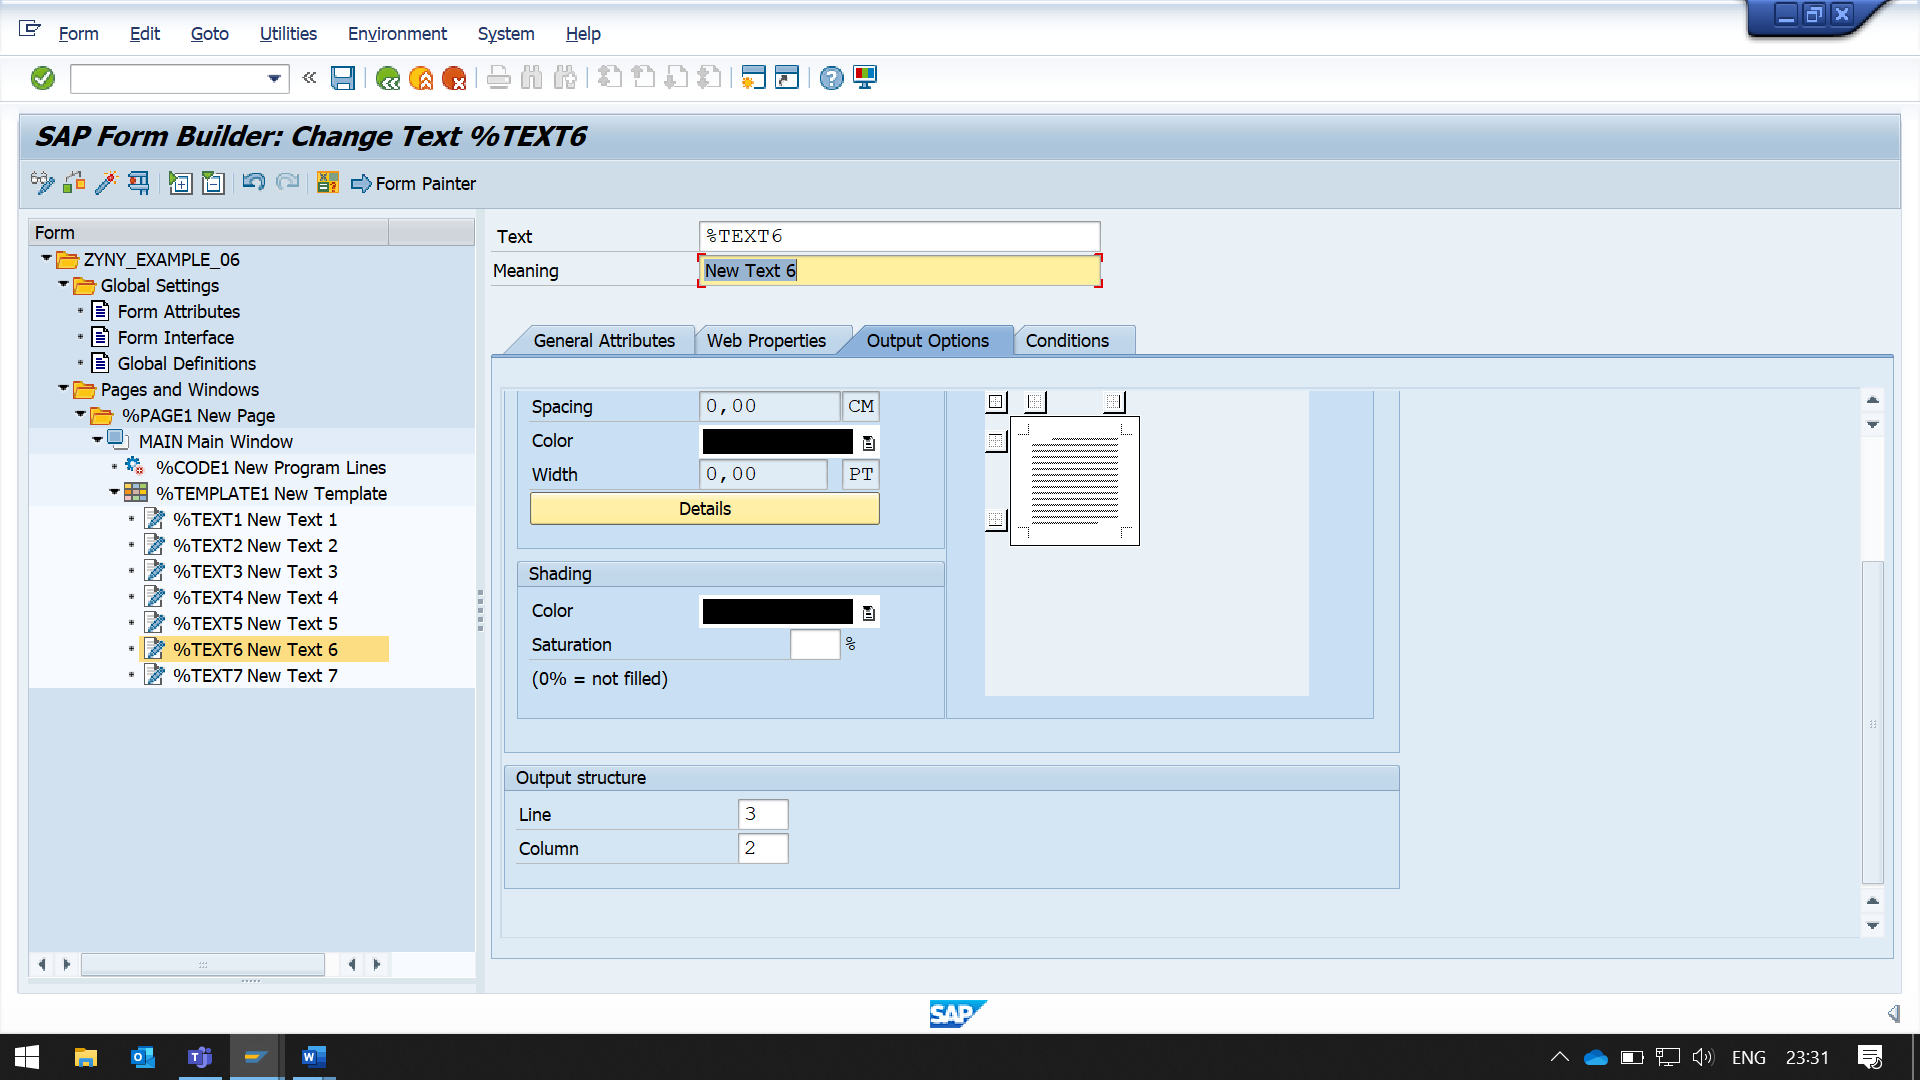 Form Edit Goto Utilities Environment System Help
SAP Form Builder: Change Text %TEXT6
Form Painter
Form
ZYNY_EXAMPLE_06
Global Settings
Form Attributes
Form Interface
Global Definitions
Pages and Windows
%PAGE1 New Page
MAIN Main Window
%CODE1 New Program Lines
%TEMPLATE1 New Template
%TEXT1 New Text 1
%TEXT2 New Text 2
%TEXT3 New Text 3
%TEXT4 New Text 4
%TEXT5 New Text 5
%TEXT6 New Text 6
%TEXT7 New Text 7
Text %TEXT6
Meaning New Text 6
General Attributes Web Properties Output Options Conditions
Spacing 0,00 CM
Color
Width 0,00 PT
Details
Shading
Color
Saturation %
(0% = not filled)
Output structure
Line 3
Column 2
SAP
ENG 23:31